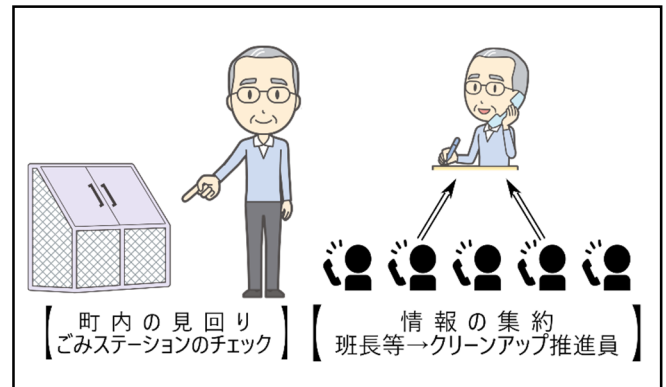 【町内の見回り
ごみステーションのチェック】
【情報の集約
班長等→クリーンアップ推進員】